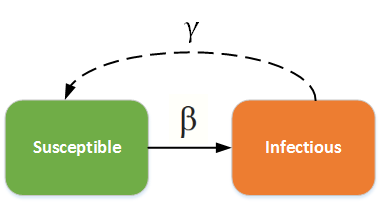 γ
β
Susceptible
Infectious